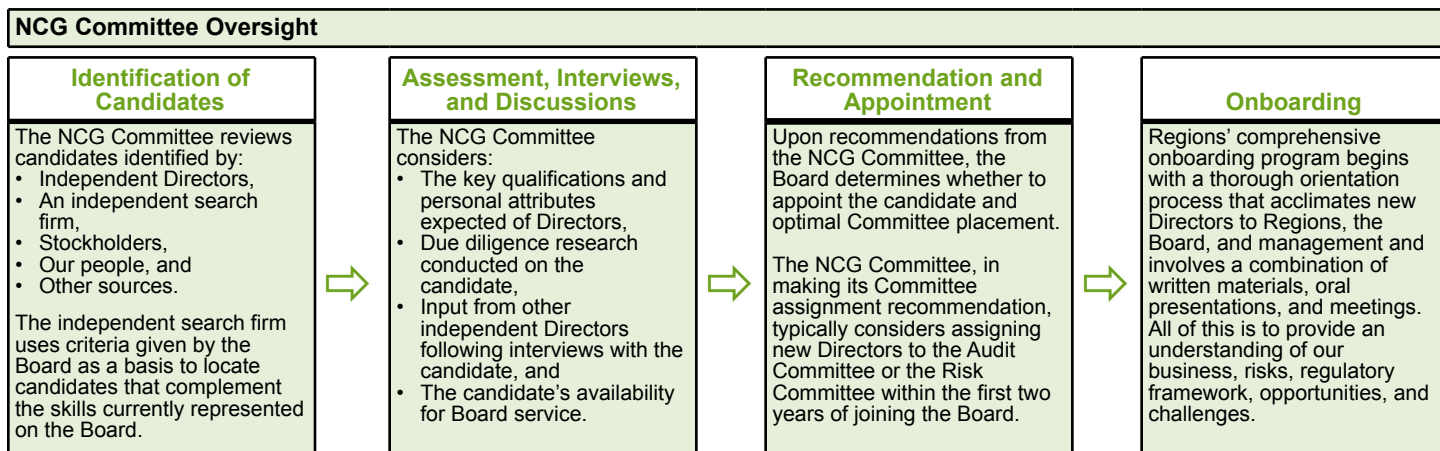 NCG Committee Oversight
Identification of
Candidates
The NCG Committee reviews
candidates identified by:
• Independent Directors,
• An independent search
firm,
• Stockholders,
• Our people, and
• Other sources.
The independent search firm
uses criteria given by the
Board as a basis to locate
candidates that complement
the skills currently represented
on the Board.
Assessment, Interviews,
and Discussions
The NCG Committee
considers:
• The key qualifications and
personal attributes
expected of Directors,
• Due diligence research
conducted on the
candidate,
• Input from other
independent Directors
following interviews with the
candidate, and
• The candidate’s availability
for Board service.
Recommendation and
Appointment
Upon recommendations from
the NCG Committee, the
Board determines whether to
appoint the candidate and
optimal Committee placement.
The NCG Committee, in
making its Committee
assignment recommendation,
typically considers assigning
new Directors to the Audit
Committee or the Risk
Committee within the first two
years of joining the Board.
Onboarding
Regions’ comprehensive
onboarding program begins
with a thorough orientation
process that acclimates new
Directors to Regions, the
Board, and management and
involves a combination of
written materials, oral
presentations, and meetings.
All of this is to provide an
understanding of our
business, risks, regulatory
framework, opportunities, and
challenges.